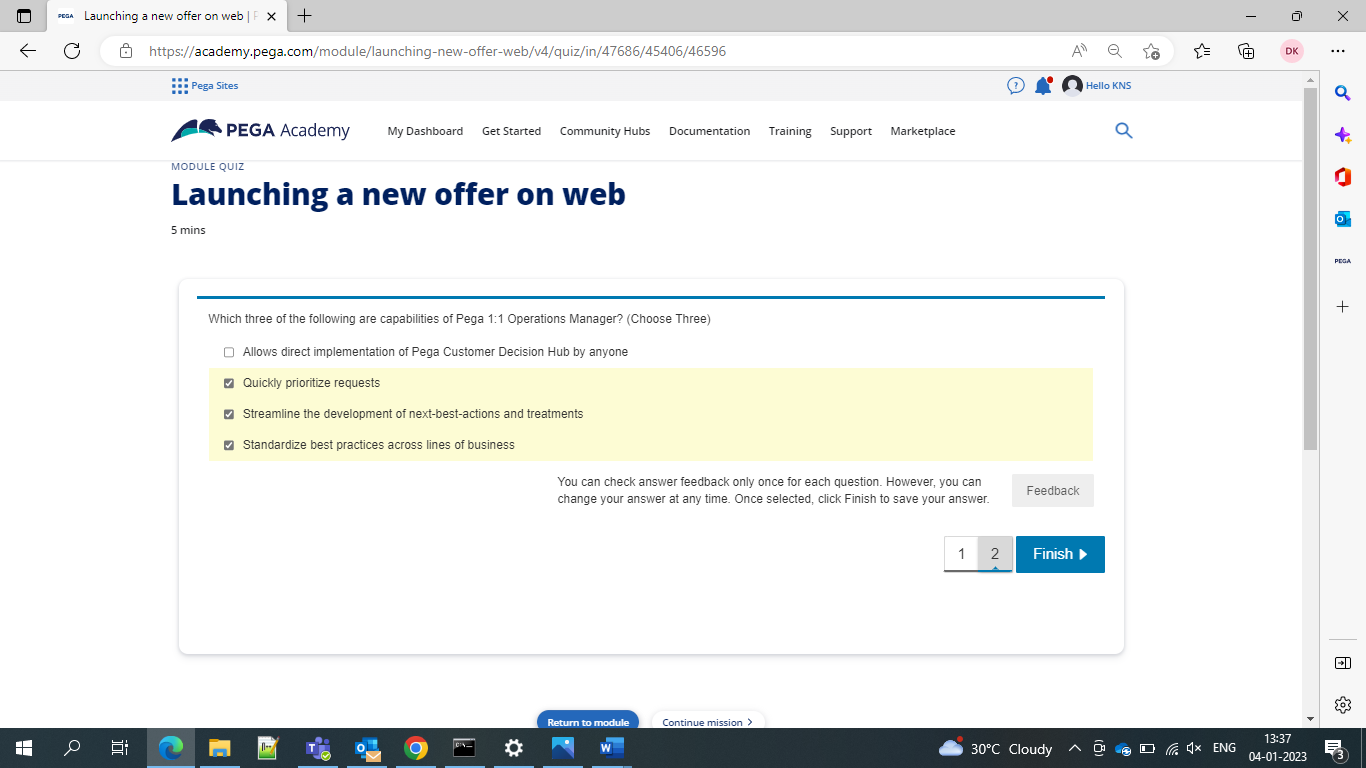 PEGA Launching a new offer on web | P
https://academy.pega.com/module/launching-new-offer-web/v4/quiz/in/47686/45406/46596
DK
Pega Sites
Hello KNS
PEGA Academy
My Dashboard Get Started Community Hubs Documentation Training Support Marketplace
PEGA
MODULE QUIZ
Launching a new offer on web
5 mins
Which three of the following are capabilities of Pega 1:1 Operations Manager? (Choose Three)
Allows direct implementation of Pega Customer Decision Hub by anyone
Quickly prioritize requests
Streamline the development of next-best-actions and treatments
Standardize best practices across lines of business
You can check answer feedback only once for each question. However, you can
change your answer at any time. Once selected, click Finish to save your answer.
Feedback
1 2 Finish
Return to module Continue mission
30°C Cloudy
ENG
13:37
04-01-2023
3